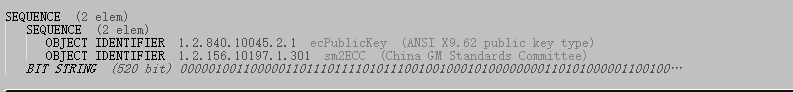 SEQUENCE (2 elem)
SEQUENCE (2 elem)
OBJECT IDENTIFIER 1.2.840.10045.2.1 ecPublicKey (ANSI X9.62 public key type)
OBJECT IDENTIFIER 1.2.156.10197.1.301 sm2ECC (China GM Standards Committee)
BIT STRING (520 bit) 0000010011000001101110111101011100100100010100000000110101000001100100…